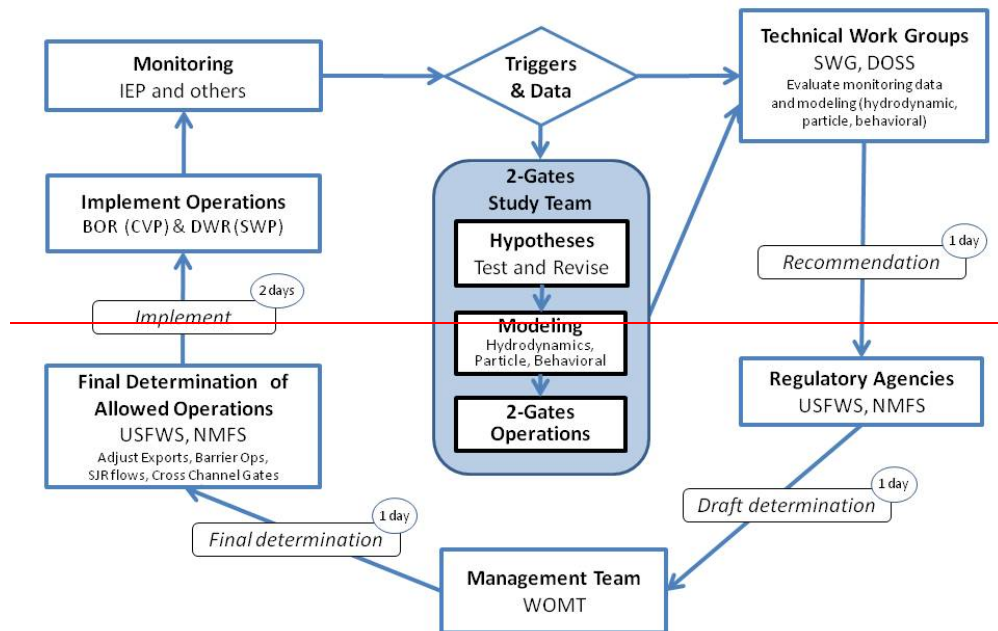 Monitoring
IEP and others
Triggers
& Data
Technical Work Groups
SWG, DOSS
Evaluate monitoring data
and modeling (hydrodynamic,
particle, behavioral)
Implement Operations
BOR (CVP) & DWR(SWP)
2-Gates
Study Team
Hypotheses
Test and Revise
Modeling
Hydrodynamics,
Particle, Behavioral
2-Gates
Operations
1 day
Recommendation
2 days
Implement
Final Determination of
Allowed Operations
USFWS, NMFS
Adjust Exports, Barrier Ops,
SJR flows, Cross Channel Gates
Regulatory Agencies
USFWS, NMFS
1 day
Draft determination
1 day
Final determination
Management Team
WOMT